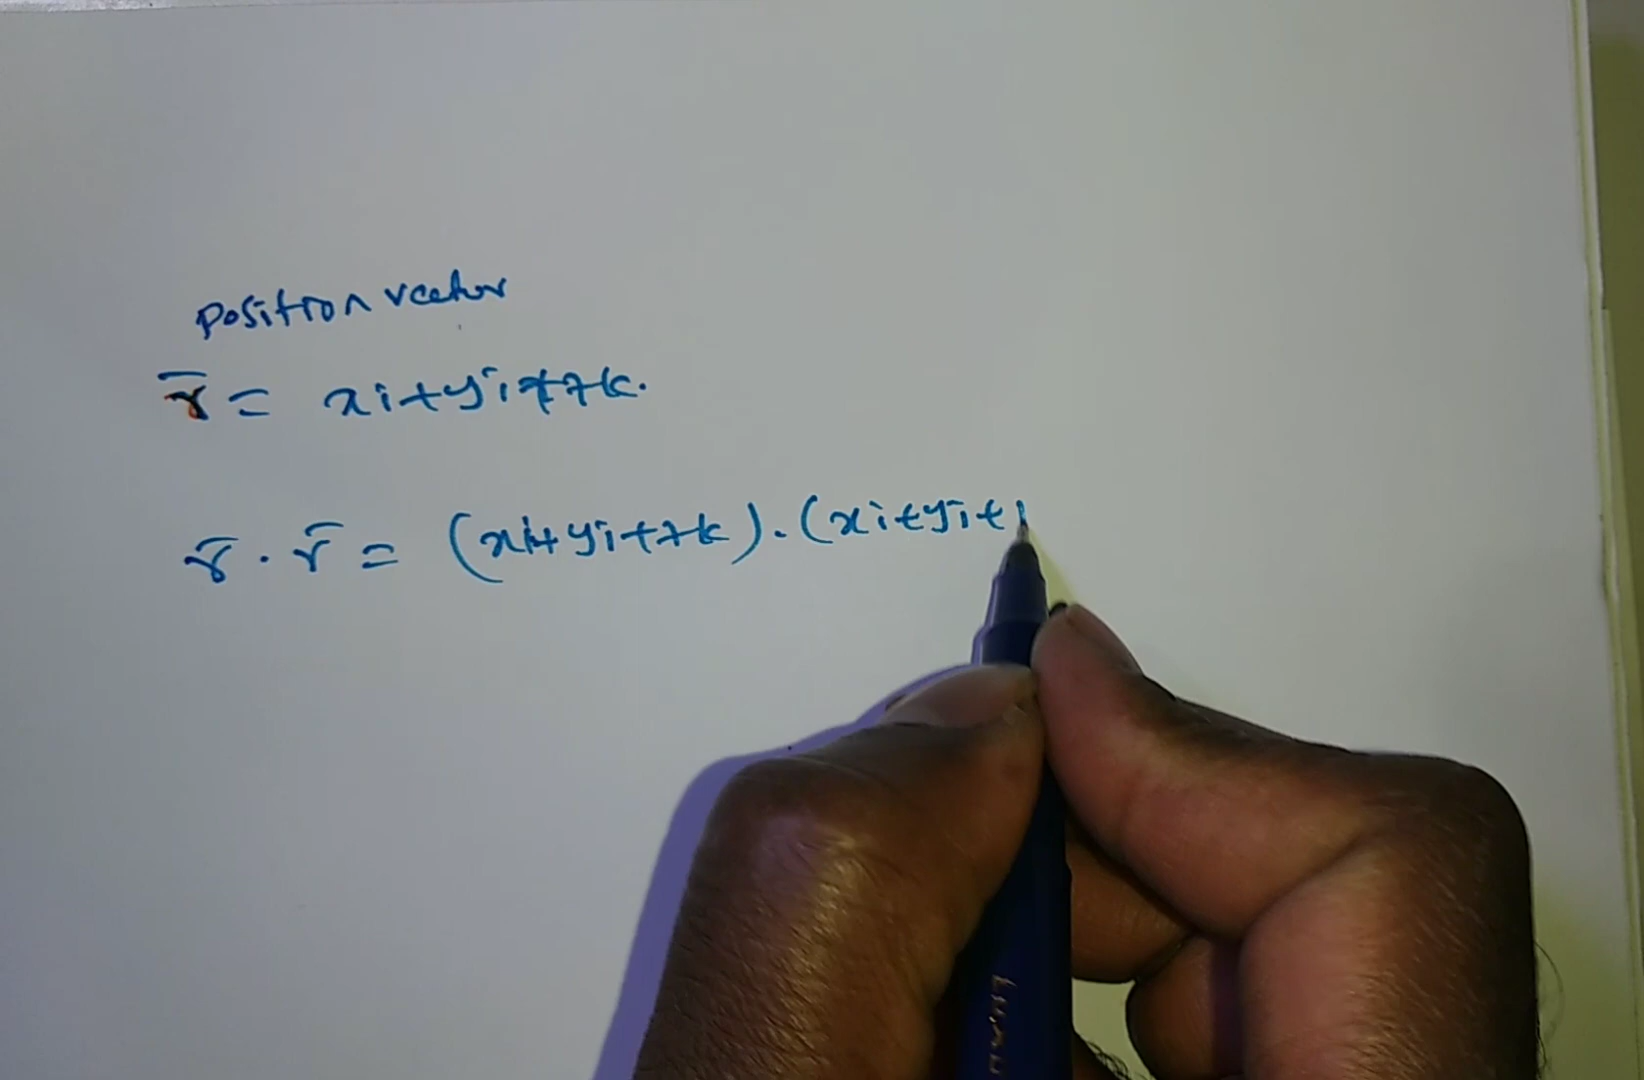 position vector
r̄ = xi+yj+zk.
r̄ . r̄ = (xi+yj+zk).(xi+yj+